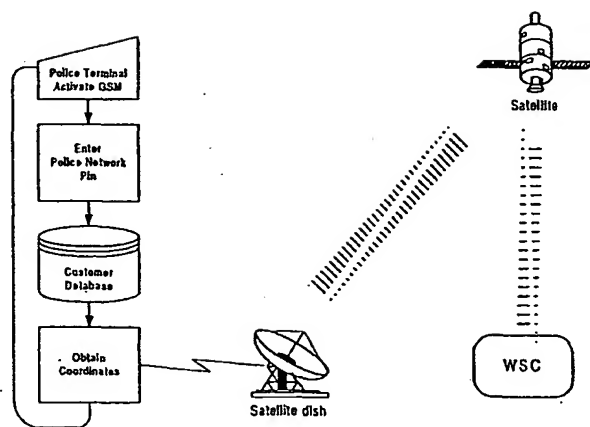 Police Terminal
Activate GSM
Enter
Police Network
Pin
Customer
Database
Obtain
Coordinates
Satellite dish
Satellite
WSC